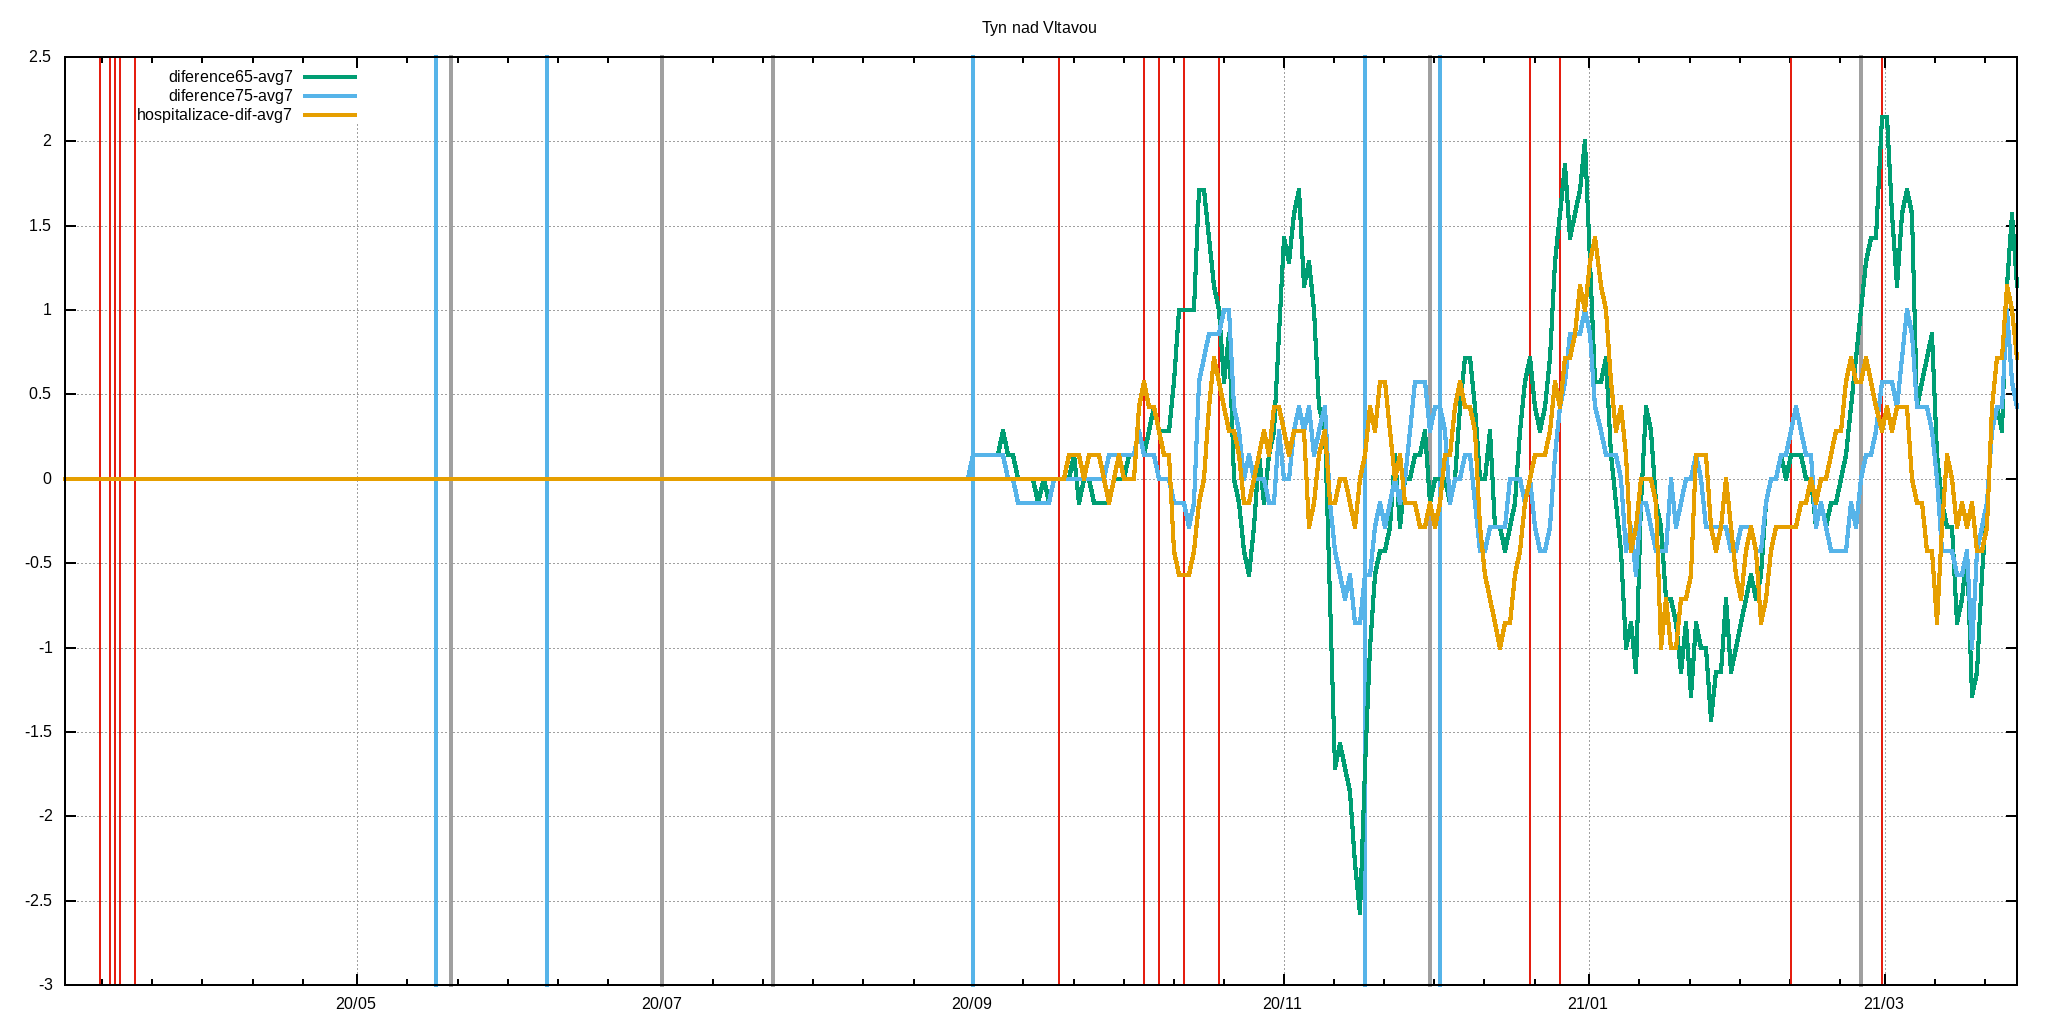 Tyn nad Vltavou
2.5
2
1.5
1
0.5
0
-0.5
-1
-1.5
-2
-2.5
-3
diference65-avg7
diference75-avg7
hospitalizace-dif-avg7
20/05 20/07 20/09 20/11 21/01 21/03